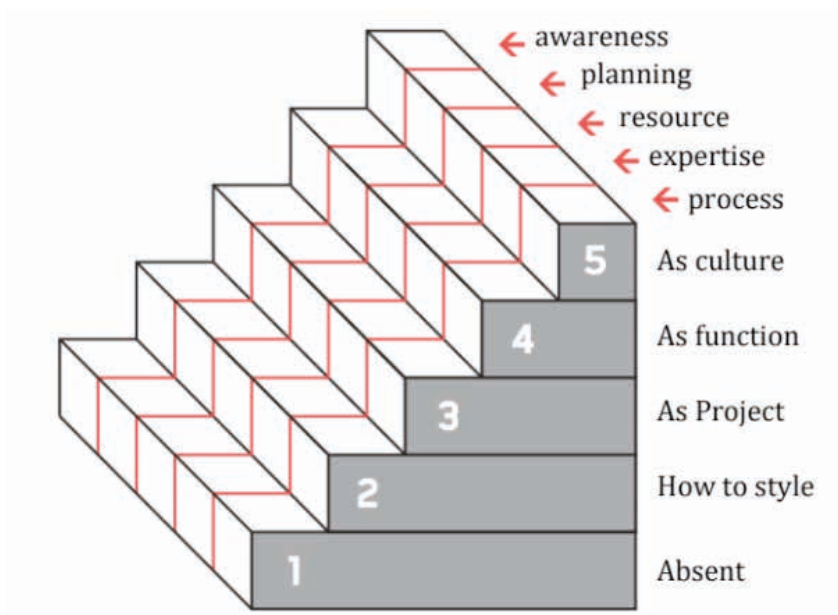 awareness
planning
resource
expertise
process
5 As culture
4 As function
3 As Project
2 How to style
1 Absent